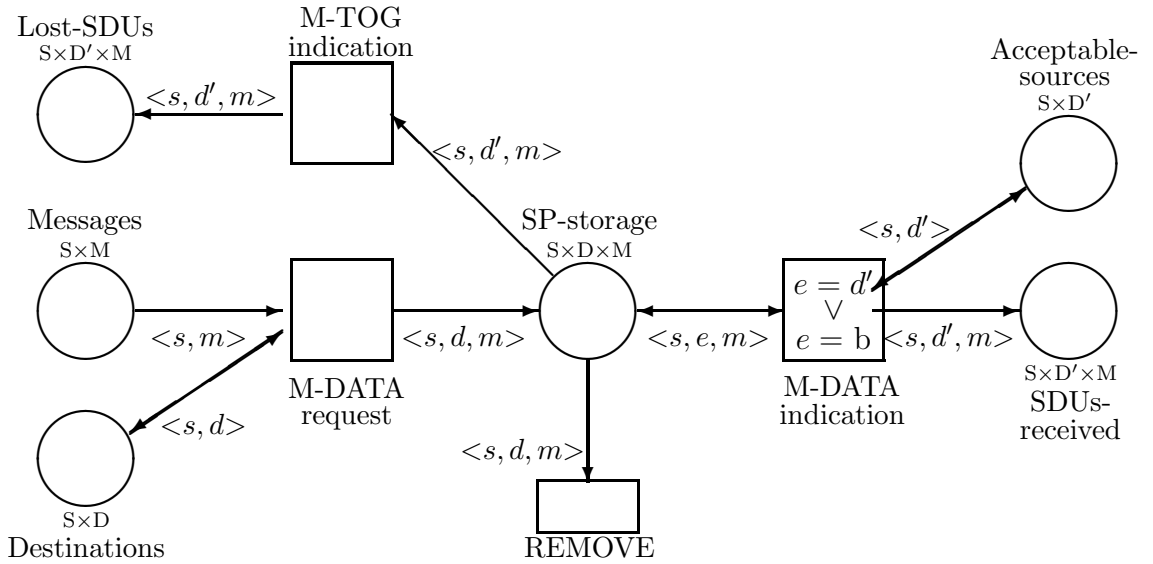 Lost-SDUs
S×D′×M
<s, d′, m>
M-TOG
indication
<s, d′, m>
Acceptable-
sources
S×D′
Messages
S×M
<s, m>
SP-storage
S×D×M
<s, d′>
e = d′
∨
e = b
<s, d, m>
<s, e, m>
<s, d′, m>
M-DATA
request
M-DATA
indication
S×D′×M
SDUs-
received
<s, d>
<s, d, m>
S×D
Destinations
REMOVE